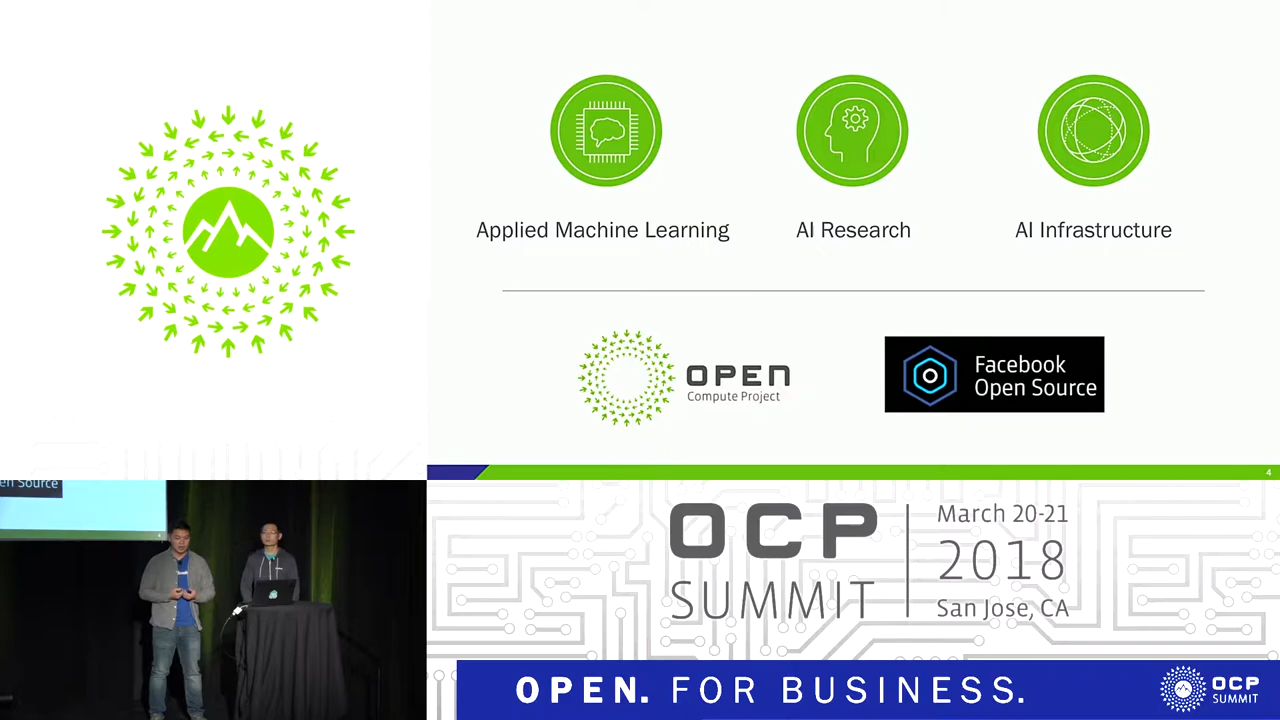 Applied Machine Learning
AI Research
AI Infrastructure
OPEN
Compute Project
Facebook
Open Source
4
en Source
OCP
SUMMIT
March 20-21
2018
San Jose, CA
OPEN. FOR BUSINESS.
OCP
SUMMIT